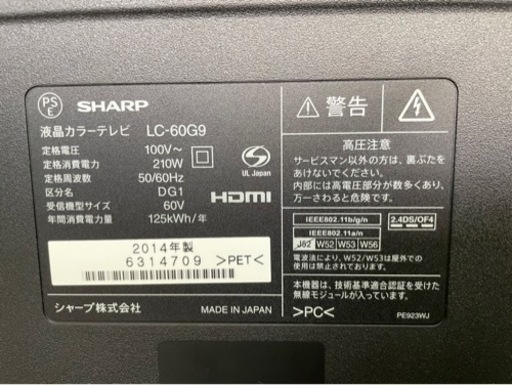 PS
E
SHARP
液晶カラーテレビ LC-60G9
定格電圧 100V～
定格消費電力 210W
定格周波数 50/60Hz
区分名 DG1
受信機型サイズ 60V
年間消費電力量 125kWh/年
UL Japan
HDMI
2014年製
6314709
>PET<
シャープ株式会社
MADE IN JAPAN
警告
高圧注意
サービスマン以外の方は、裏ぶたを
あけないでください。
内部には高電圧部分が数多く、
万一さわると危険です。
IEEE802.11b/g/n
2.4DS/OF4
IEEE802.11a/n
J52 W52 W53 W56
電波法により、W52/W53は屋外での
使用は禁じられています。
本機器は、技術基準適合認証を受けた
無線モジュールが入っています。
>PC<
PE923WJ